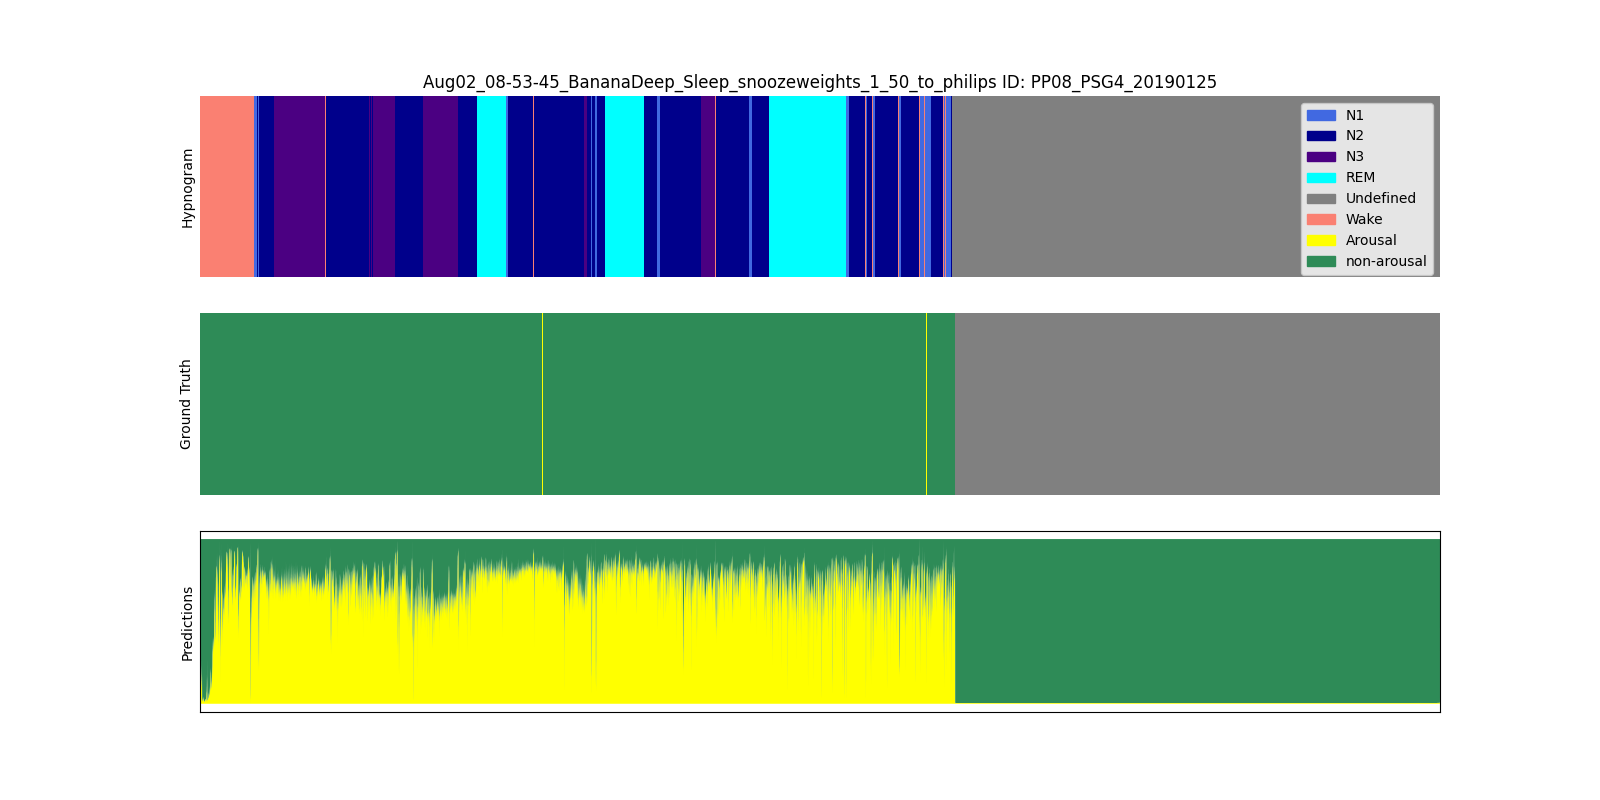 Aug02_08-53-45_BananaDeep_Sleep_snoozeweights_1_50_to_philips ID: PP08_PSG4_20190125
Hypnogram
N1
N2
N3
REM
Undefined
Wake
Arousal
non-arousal
Ground Truth
Predictions